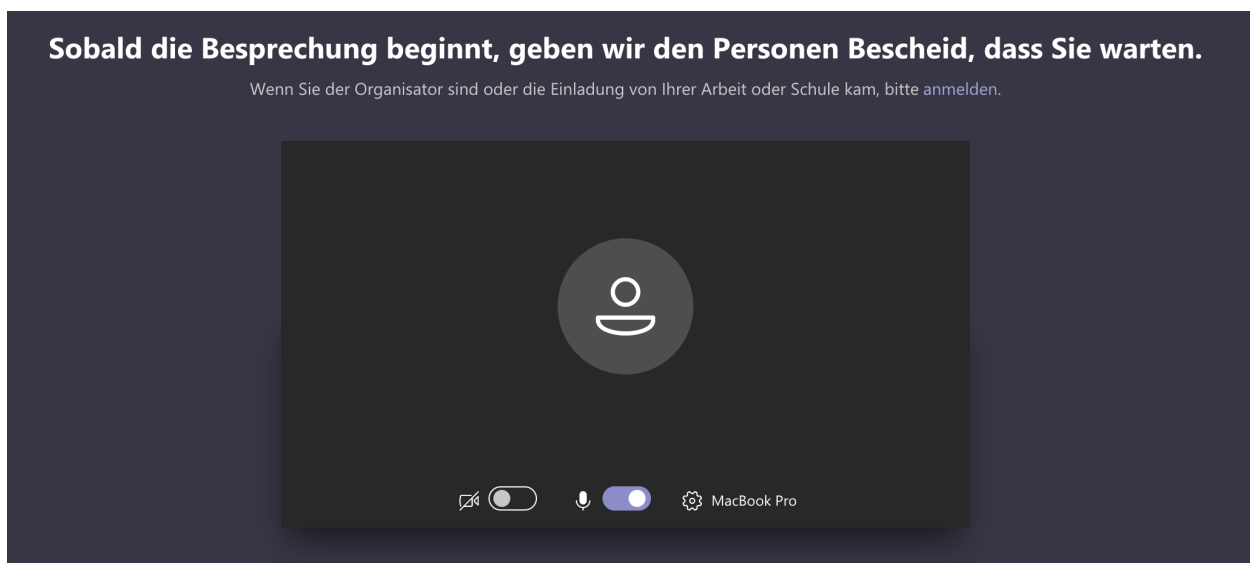 Sobald die Besprechung beginnt, geben wir den Personen Bescheid, dass Sie warten.
Wenn Sie der Organisator sind oder die Einladung von Ihrer Arbeit oder Schule kam, bitte anmelden.
MacBook Pro